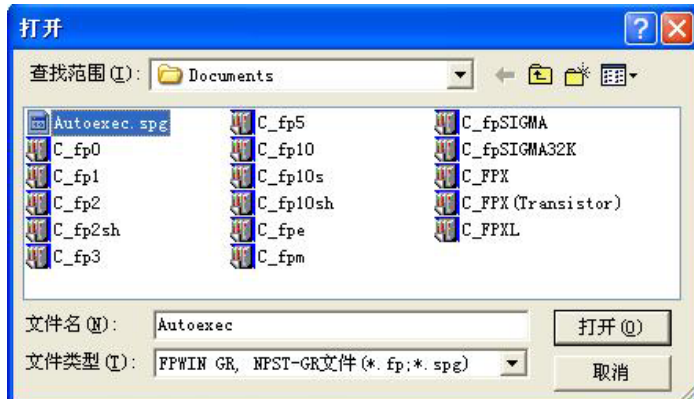 打开
查找范围(I): Documents
Autoexec.spg C_fp5 C_fpSIGMA
C_fp0 C_fp10 C_fpSIGMA32K
C_fp1 C_fp10s C_FPX
C_fp2 C_fp10sh C_FPX(Transistor)
C_fp2sh C_fpe C_FPXL
C_fp3 C_fpm
文件名(N): Autoexec 打开(O)
文件类型(T): FPWIN GR, NPST-GR文件(*.fp;*.spg) 取消